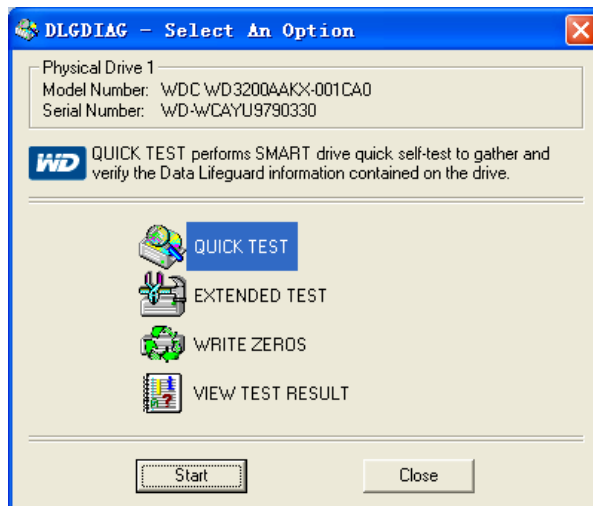 DLGDIAG - Select An Option
Physical Drive 1
Model Number: WDC WD3200AAKX-001CA0
Serial Number: WD-WCAYU9790330
WD
QUICK TEST performs SMART drive quick self-test to gather and
verify the Data Lifeguard information contained on the drive.
QUICK TEST
EXTENDED TEST
WRITE ZEROS
VIEW TEST RESULT
Start Close